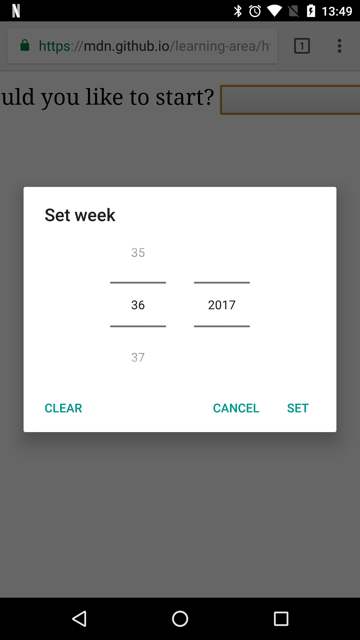 N 13:49
https://mdn.github.io/learning-area/h 1
uld you like to start?
Set week
35
36 2017
37
CLEAR CANCEL SET